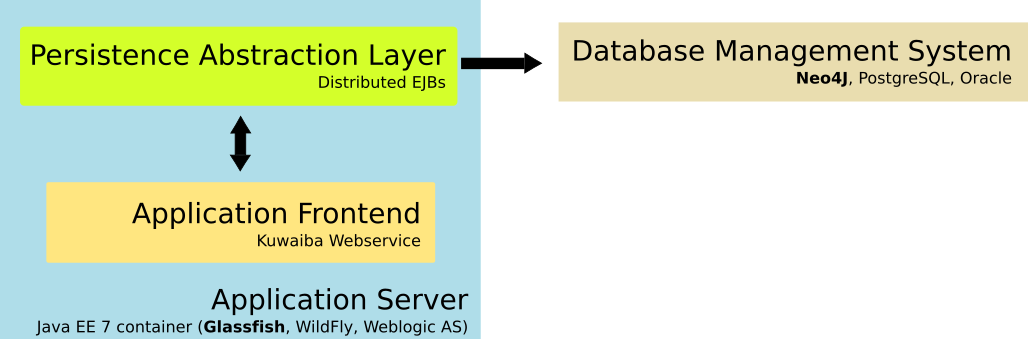 Persistence Abstraction Layer
Distributed EJBs
Database Management System
Neo4J, PostgreSQL, Oracle
Application Frontend
Kuwaiba Webservice
Application Server
Java EE 7 container (Glassfish, WildFly, Weblogic AS)